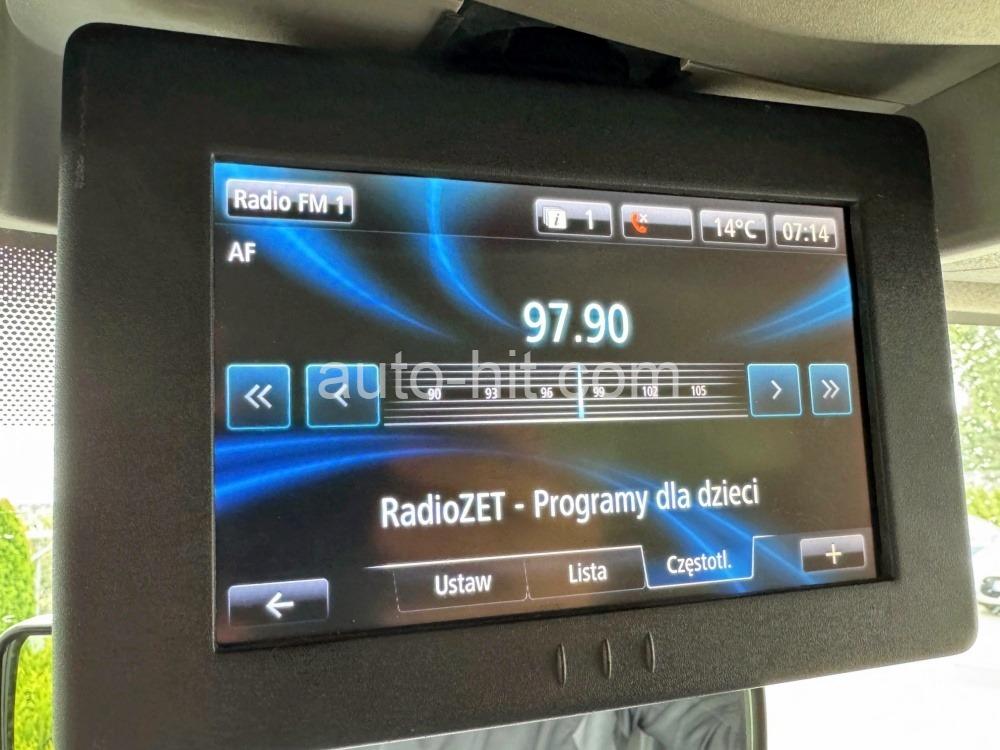 Radio FM 1
i 1
14°C
07:14
AF
97.90
auto-hit.com
90 93 96 99 102 105
RadioZET - Programy dla dzieci
Ustaw
Lista
Częstotl.
+